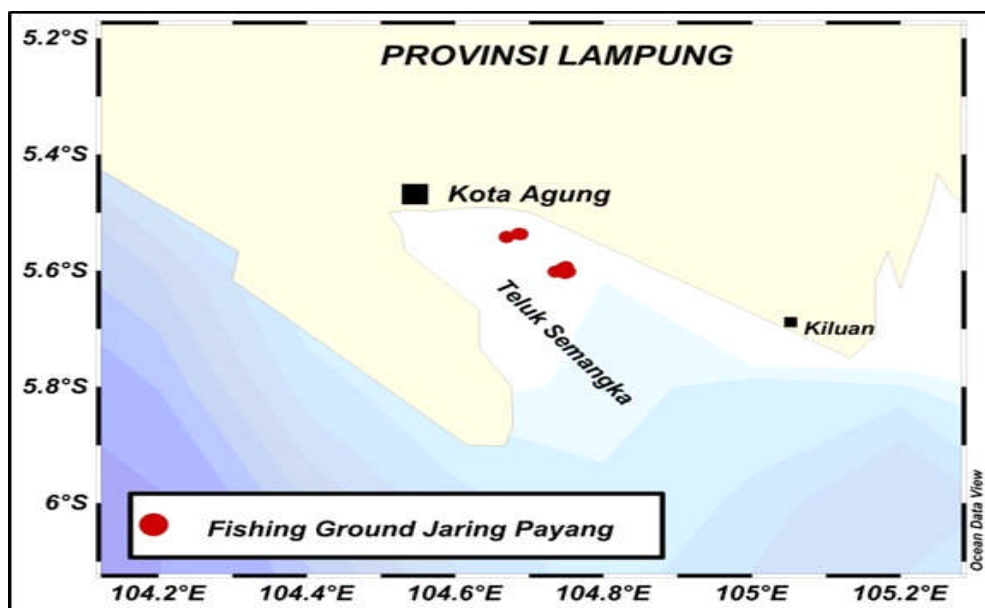 PROVINSI LAMPUNG
5.2°S
5.4°S
Kota Agung
5.6°S
Teluk Semangka
Kiluan
5.8°S
6°S
Fishing Ground Jaring Payang
Ocean Data View
104.2°E 104.4°E 104.6°E 104.8°E 105°E 105.2°E